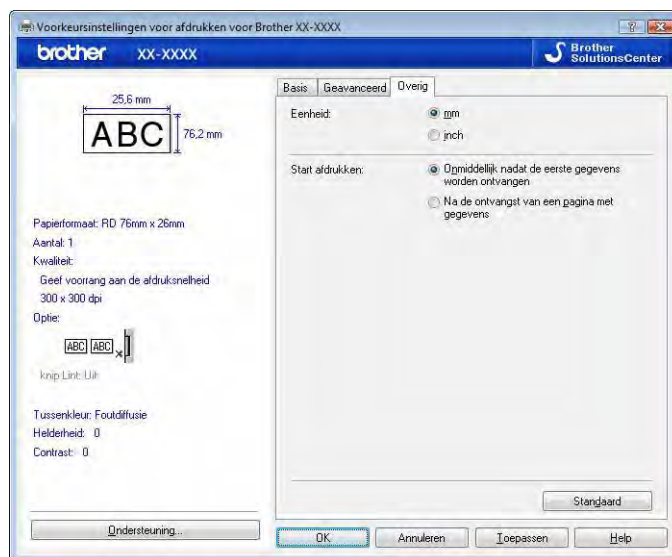 Voorkeursinstellingen voor afdrukken voor Brother XX-XXXX
brother XX-XXXX
Brother
SolutionsCenter
25,6 mm
ABC
76,2 mm
Papierformaat: RD 76mm x 26mm
Aantal: 1
Kwaliteit:
Geef voorrang aan de afdruksnelheid
300 x 300 dpi
Optie:
ABC ABC
knip Lint: Uit
Tussenkleur: Foutdiffusie
Helderheid: 0
Contrast: 0
Ondersteuning...
Basis Geavanceerd Overig
Eenheid:
mm
inch
Start afdrukken:
Onmiddellijk nadat de eerste gegevens
worden ontvangen
Na de ontvangst van een pagina met
gegevens
Standaard
OK Annuleren Toepassen Help